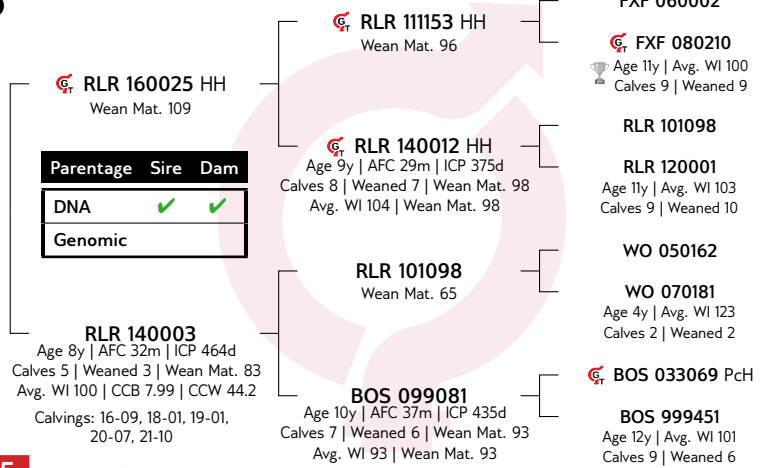 RLR 160025 HH
Wean Mat. 109
Parentage Sire Dam
DNA ✔ ✔
Genomic
RLR 140003
Age 8y | AFC 32m | ICP 464d
Calves 5 | Weaned 3 | Wean Mat. 83
Avg. WI 100 | CCB 7.99 | CCW 44.2
Calvings: 16-09, 18-01, 19-01,
20-07, 21-10
RLR 111153 HH
Wean Mat. 96
RLR 140012 HH
Age 9y | AFC 29m | ICP 375d
Calves 8 | Weaned 7 | Wean Mat. 98
Avg. WI 104 | Wean Mat. 98
RLR 101098
Wean Mat. 65
BOS 099081
Age 10y | AFC 37m | ICP 435d
Calves 7 | Weaned 6 | Wean Mat. 93
Avg. WI 93 | Wean Mat. 93
FXF 060002
FXF 080210
Age 11y | Avg. WI 100
Calves 9 | Weaned 9
RLR 101098
RLR 120001
Age 11y | Avg. WI 103
Calves 9 | Weaned 10
WO 050162
WO 070181
Age 4y | Avg. WI 123
Calves 2 | Weaned 2
BOS 033069 PcH
BOS 999451
Age 12y | Avg. WI 101
Calves 9 | Weaned 6